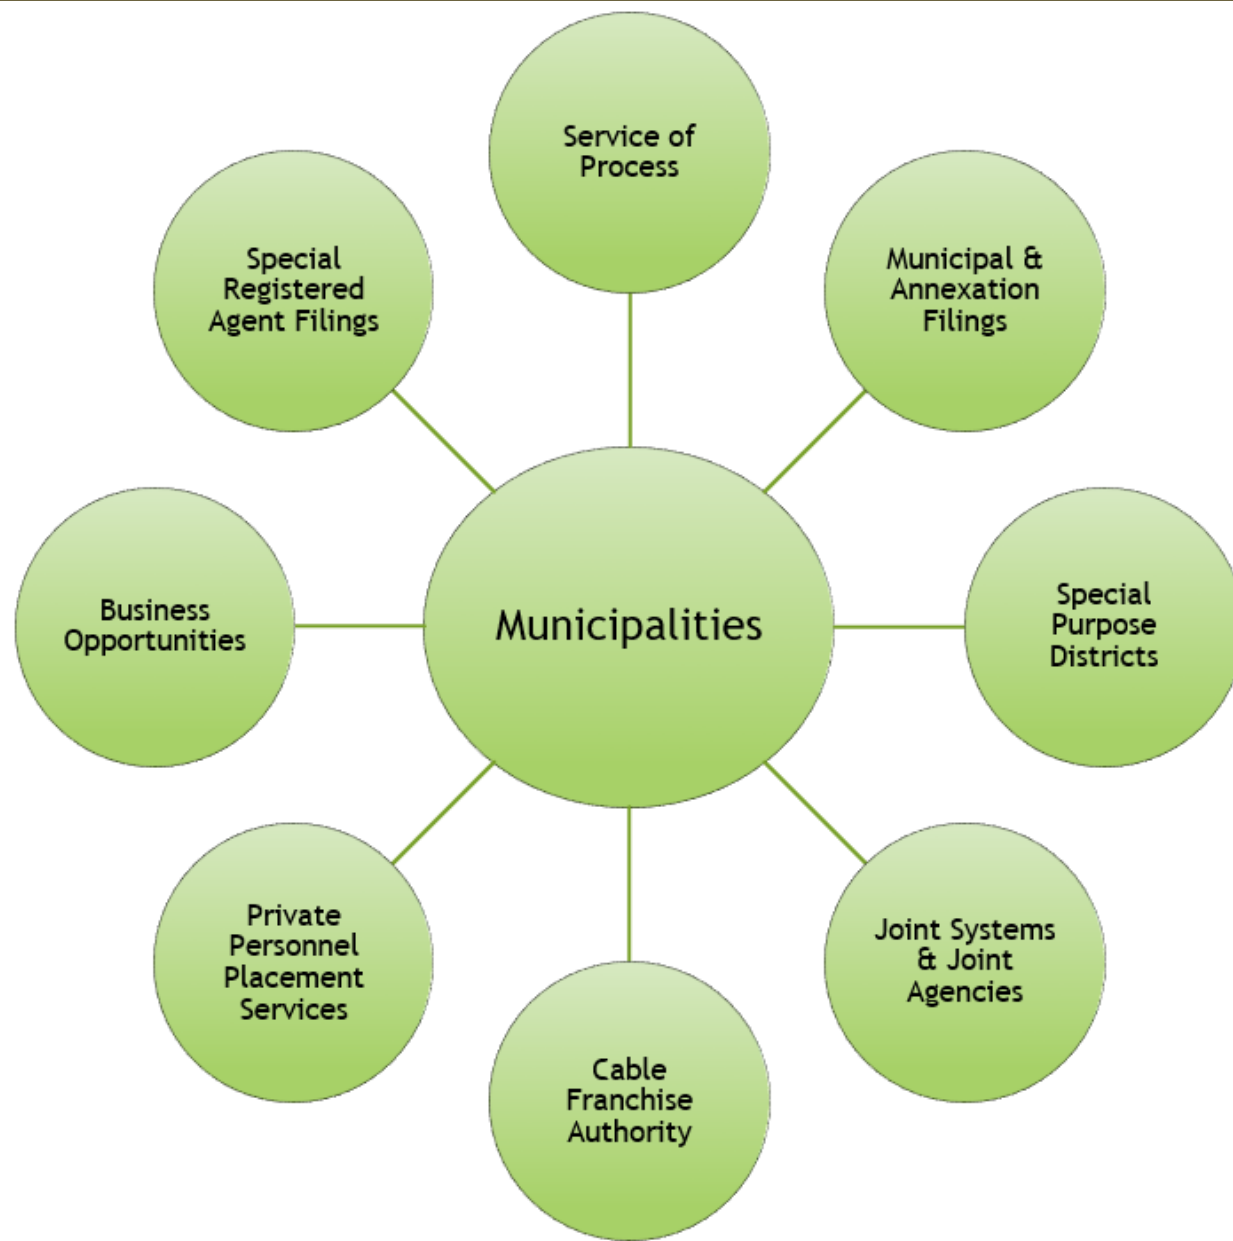 Service of
Process
Municipal &
Annexation
Filings
Special
Purpose
Districts
Joint Systems
& Joint
Agencies
Cable
Franchise
Authority
Private
Personnel
Placement
Services
Business
Opportunities
Special
Registered
Agent Filings
Municipalities